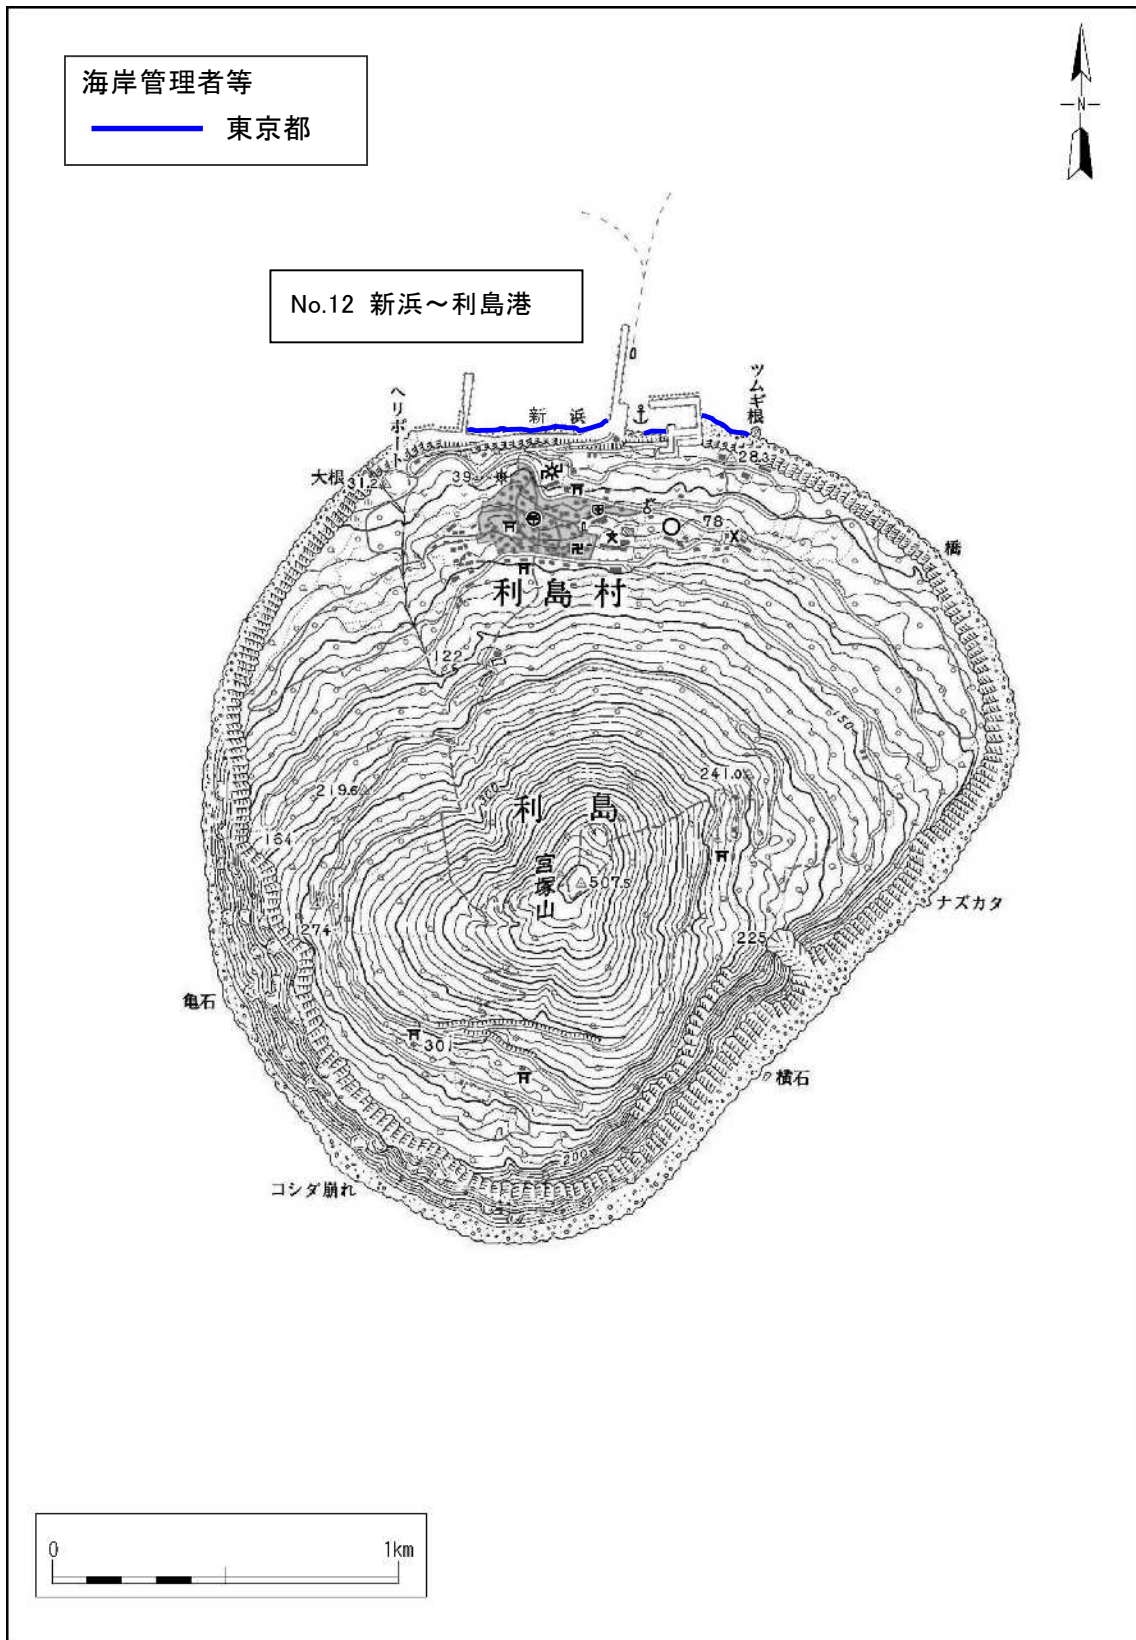 海岸管理者等
東京都
N
No.12 新浜～利島港
ツムギ根
ヘリポート
新浜
28.3
大根
31.2
39
78
橋
利島村
122
150
241.0
219.6
300
利島
164
宮塚山
507.5
ナズカタ
274
225
亀石
301
横石
200
コシダ崩れ
0 1km